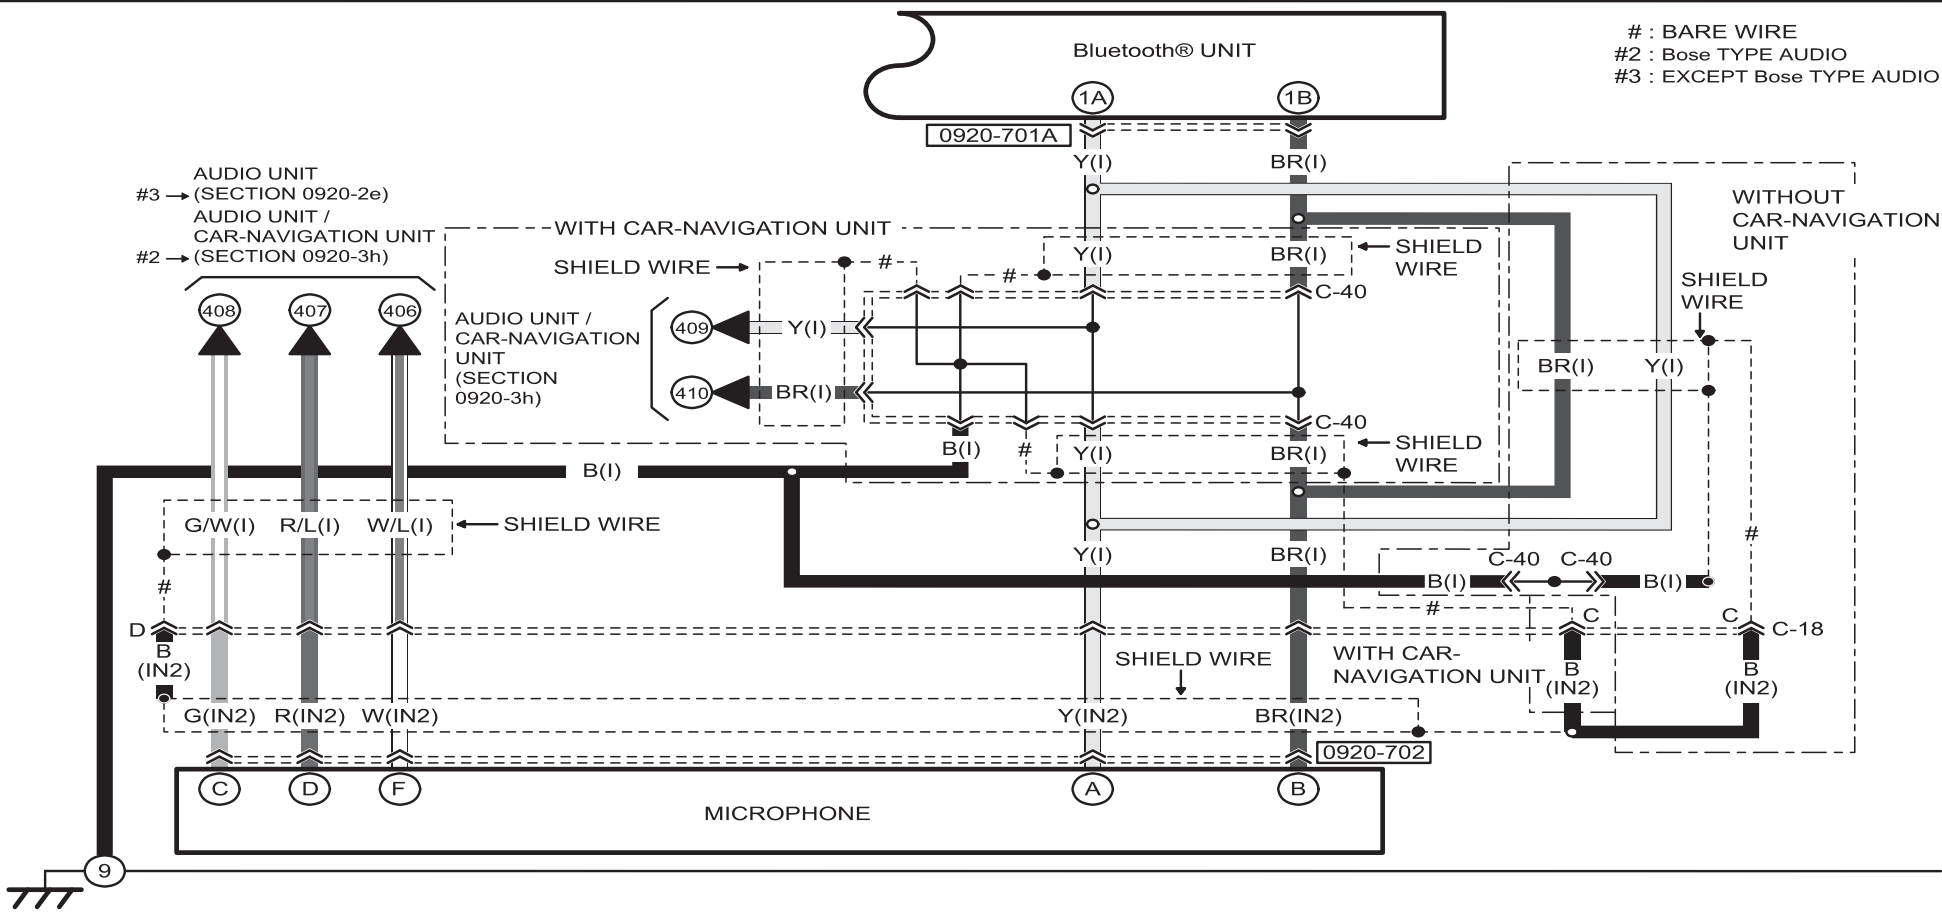 Bluetooth® UNIT
# : BARE WIRE
#2 : Bose TYPE AUDIO
#3 : EXCEPT Bose TYPE AUDIO
1A
1B
0920-701A
Y(I)
BR(I)
AUDIO UNIT
#3 → (SECTION 0920-2e)
AUDIO UNIT /
CAR-NAVIGATION UNIT
#2 → (SECTION 0920-3h)
WITH CAR-NAVIGATION UNIT
WITHOUT
CAR-NAVIGATION
UNIT
SHIELD WIRE
#
#
Y(I)
BR(I)
SHIELD
WIRE
SHIELD
WIRE
C-40
408
407
406
AUDIO UNIT /
CAR-NAVIGATION
UNIT
(SECTION
0920-3h)
409
Y(I)
410
BR(I)
BR(I)
Y(I)
C-40
B(I)
#
Y(I)
BR(I)
SHIELD
WIRE
B(I)
G/W(I)
R/L(I)
W/L(I)
SHIELD WIRE
#
Y(I)
BR(I)
C-40
C-40
B(I)
B(I)
#
#
D
C
C
C-18
B
(IN2)
SHIELD WIRE
WITH CAR-
NAVIGATION UNIT
B
(IN2)
B
(IN2)
G(IN2)
R(IN2)
W(IN2)
Y(IN2)
BR(IN2)
0920-702
C
D
F
A
B
MICROPHONE
9